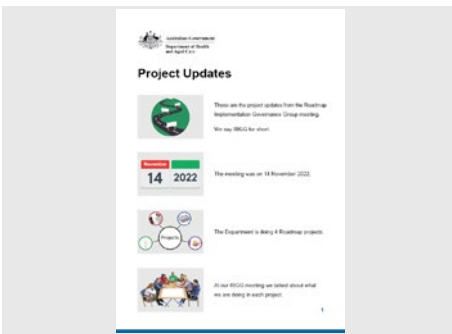 Australian Government
Department of Health
and Aged Care
Project Updates
These are the project updates from the Roadmap
Implementation Governance Group meeting.
We say RIGG for short.
November
14 2022
The meeting was on 14 November 2022.
Projects
The Department is doing 4 Roadmap projects.
At our RIGG meeting we talked about what
we are doing in each project.
1